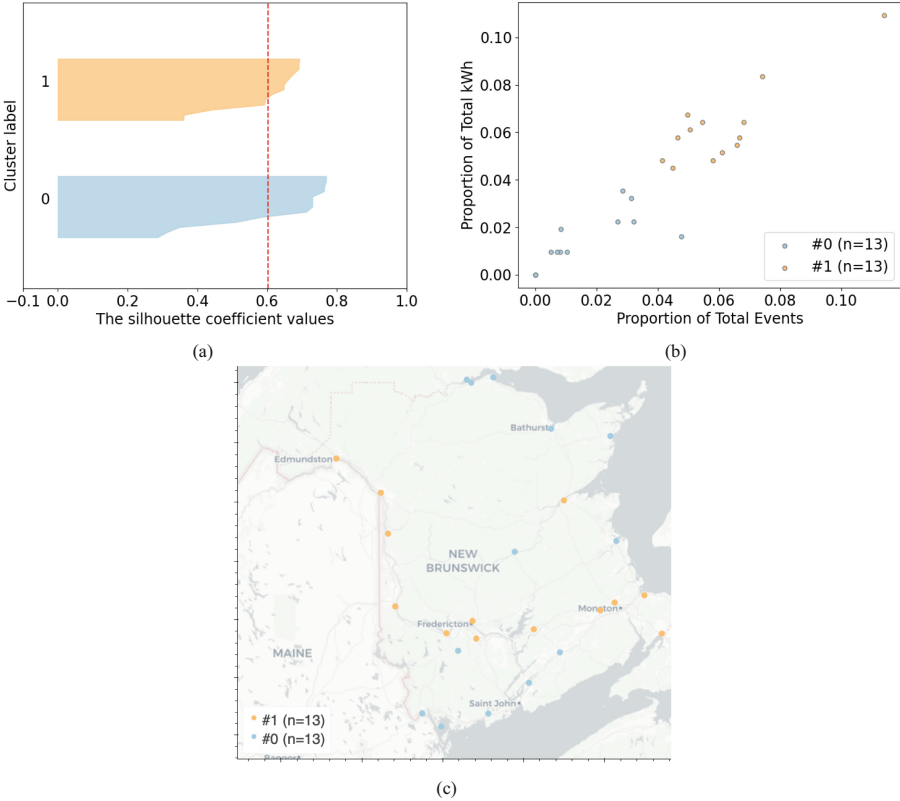 Cluster label
1
0
−0.1 0.0 0.2 0.4 0.6 0.8 1.0
The silhouette coefficient values
(a)
Proportion of Total kWh
0.10
0.08
0.06
0.04
0.02
0.00
#0 (n=13)
#1 (n=13)
0.00 0.02 0.04 0.06 0.08 0.10
Proportion of Total Events
(b)
Bathurst
Edmundston
NEW
BRUNSWICK
Moncton
Fredericton
MAINE
Saint John
#1 (n=13)
#0 (n=13)
(c)